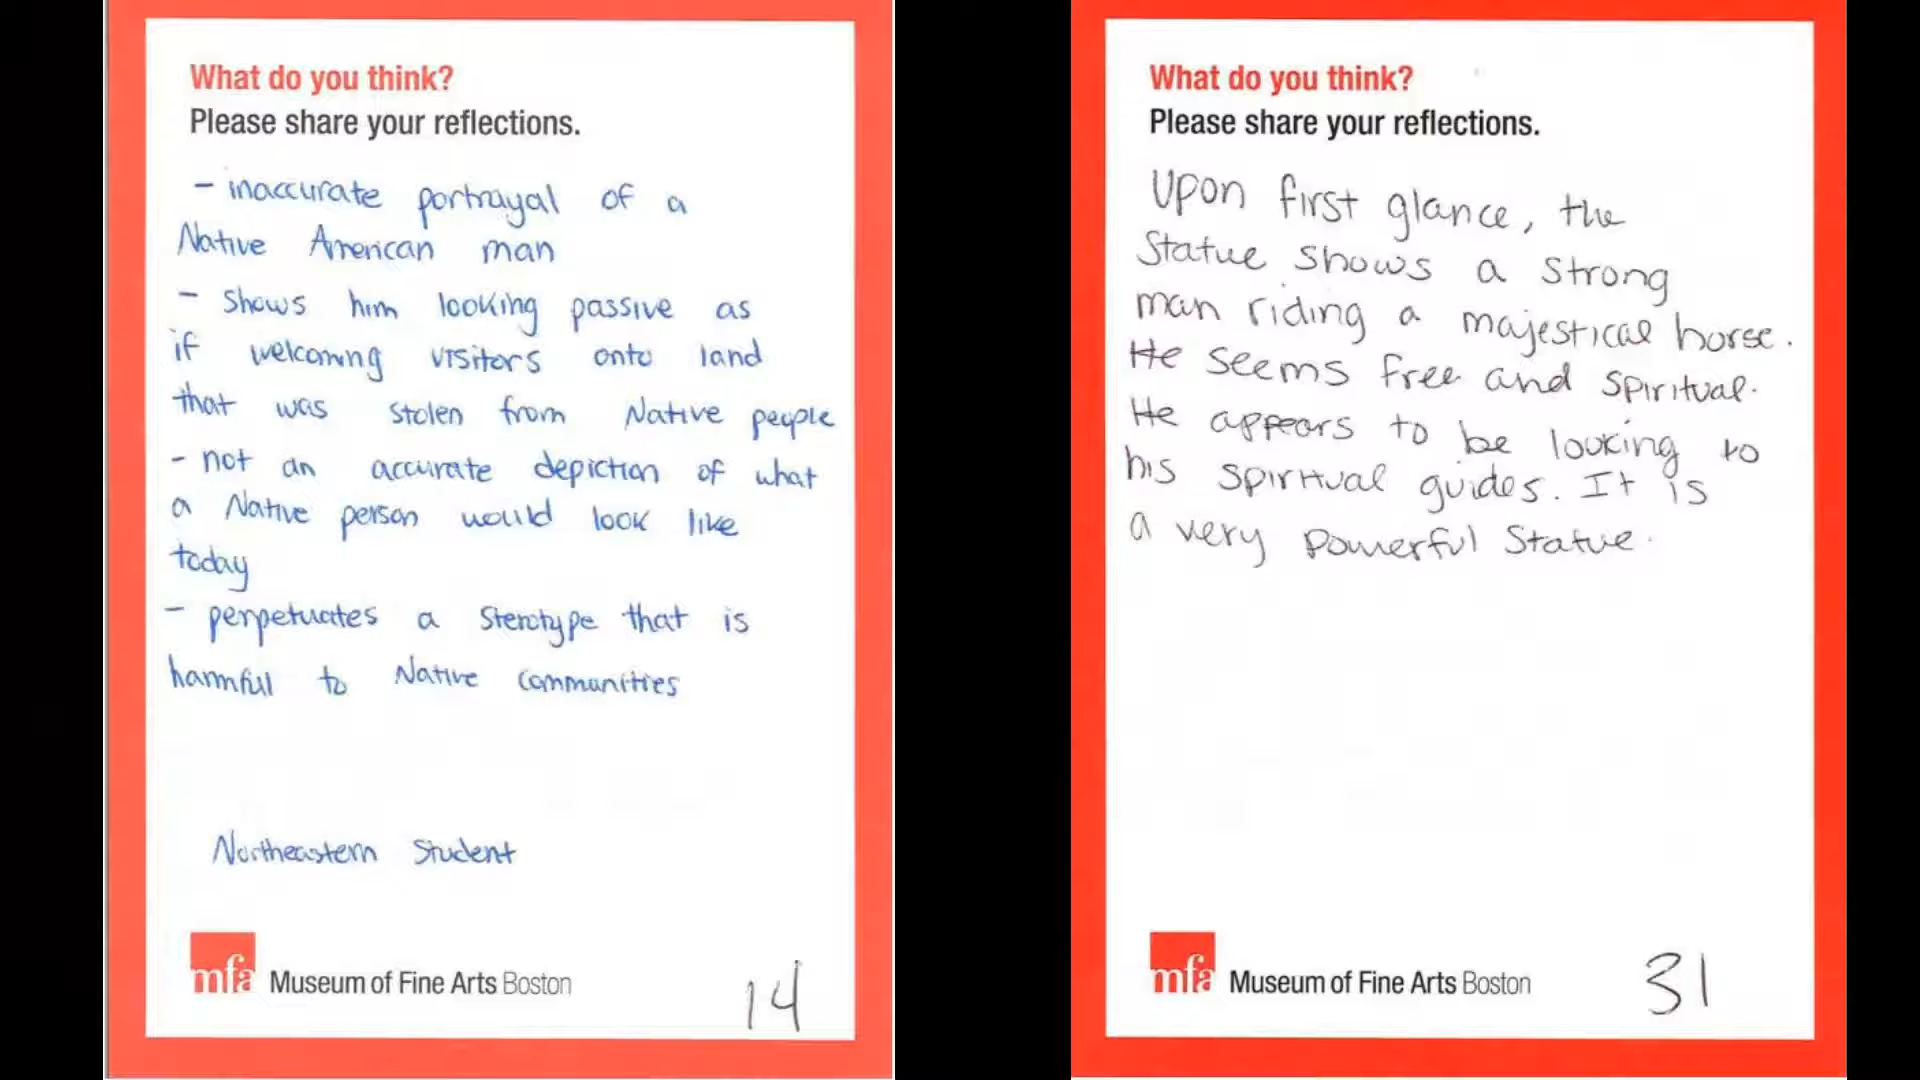 What do you think?
Please share your reflections.
- inaccurate portrayal of a
Native American man
- shows him looking passive as
if welcoming visitors onto land
that was stolen from Native people
- not an accurate depiction of what
a Native person would look like
today
- perpetuates a sterotype that is
harmful to Native communities
Northeastern Student
mfa Museum of Fine Arts Boston
14
What do you think?
Please share your reflections.
Upon first glance, the
Statue shows a strong
man riding a majestical horse.
He seems free and spiritual.
He appears to be looking to
his spiritual guides. It is
a very powerful statue.
mfa Museum of Fine Arts Boston
31